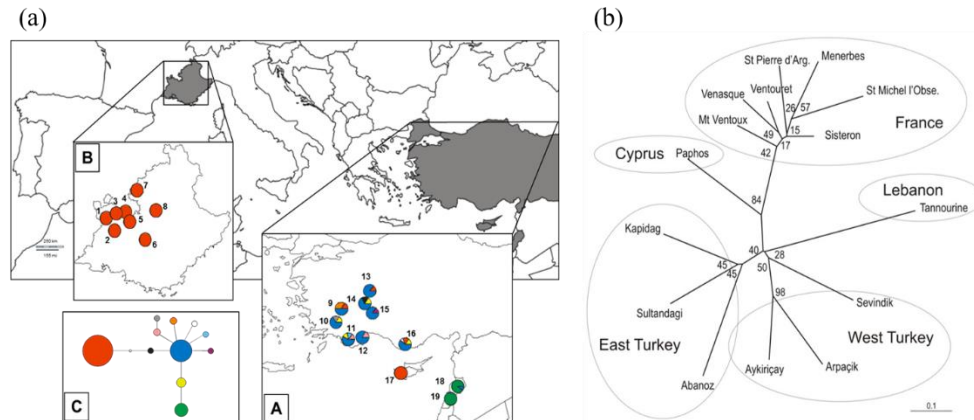 (a)
(b)
B
7
4
3
1
8
5
2
6
250 km
155 mi
13
14
9
15
10
11
12
16
17
18
19
C
A
St Pierre d'Arg.
Menerbes
Ventouret
Venasque
St Michel l'Obse.
26
57
Mt Ventoux
49
15
Sisteron
France
17
42
Cyprus
Paphos
84
Lebanon
Tannourine
Kapidag
40
28
45
50
45
98
Sevindik
Sultandagi
West Turkey
East Turkey
Aykiriçay
Arpaçik
Abanoz
0.1